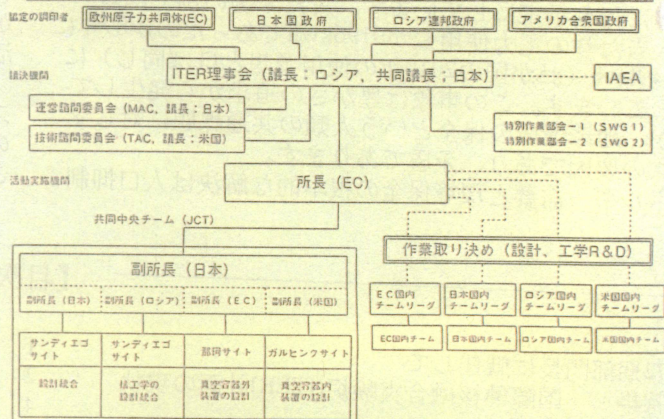 協定の調印者
欧州原子力共同体(EC)
日本国政府
ロシア連邦政府
アメリカ合衆国政府
議決機関
ITER理事会（議長：ロシア，共同議長；日本）
IAEA
運営諮問委員会（MAC，議長：日本）
技術諮問委員会（TAC，議長：米国）
特別作業部会－1（SWG1）
特別作業部会－2（SWG2）
活動実施機関
所長（EC）
共同中央チーム（JCT）
作業取り決め（設計、工学R＆D）
副所長（日本）
副所長（日本）
副所長（ロシア）
副所長（EC）
副所長（米国）
EC国内
チームリーダ
日本国内
チームリーダ
ロシア国内
チームリーダ
米国国内
チームリーダ
EC国内チーム
日本国内チーム
ロシア国内チーム
米国国内チーム
サンディエゴ
サイト
サンディエゴ
サイト
那珂サイト
ガルヒンクサイト
設計統合
核工学の
設計統合
真空容器外
装置の設計
真空容器内
装置の設計